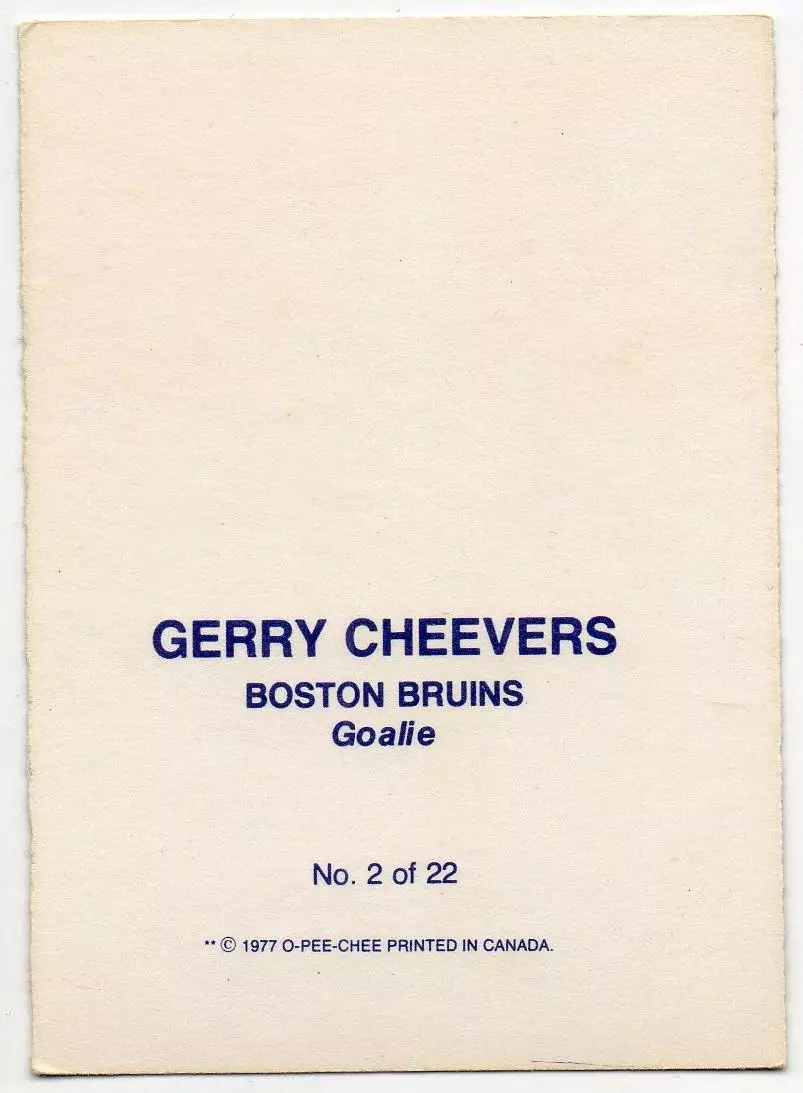 GERRY CHEEVERS
BOSTON BRUINS
Goalie
No. 2 of 22
** © 1977 O-PEE-CHEE PRINTED IN CANADA.